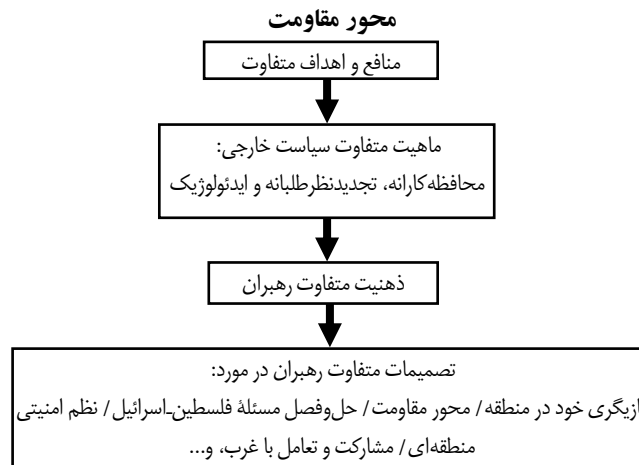 محور مقاومت
منافع و اهداف متفاوت
ماهیت متفاوت سیاست خارجی:
محافظه‌کارانه، تجدیدنظرطلبانه و ایدئولوژیک
ذهنیت متفاوت رهبران
تصمیمات متفاوت رهبران در مورد:
ازیگری خود در منطقه/ محور مقاومت/ حل‌وفصل مسئلهٔ فلسطین‌ـ‌اسرائیل/ نظم امنیتی
منطقه‌ای/ مشارکت و تعامل با غرب، و...